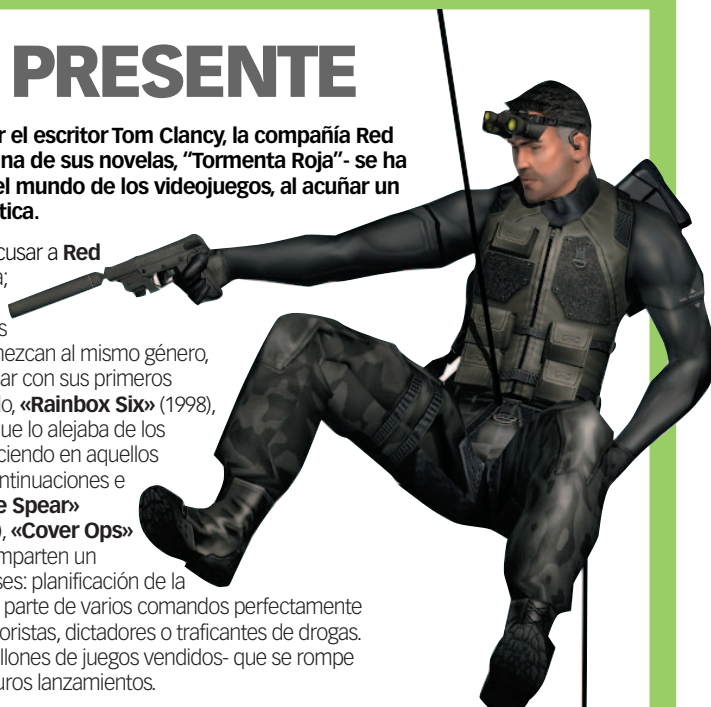 PRESENTE
r el escritor Tom Clancy, la compañía Red
na de sus novelas, “Tormenta Roja”- se ha
el mundo de los videojuegos, al acuñar un
tica.
cusar a Red
a;
s
nezcan al mismo género,
ar con sus primeros
lo, «Rainbox Six» (1998),
ue lo alejaba de los
ciendo en aquellos
ntinuaciones e
e Spear»
), «Cover Ops»
mparten un
ses: planificación de la
parte de varios comandos perfectamente
oristas, dictadores o traficantes de drogas.
llones de juegos vendidos- que se rompe
uros lanzamientos.